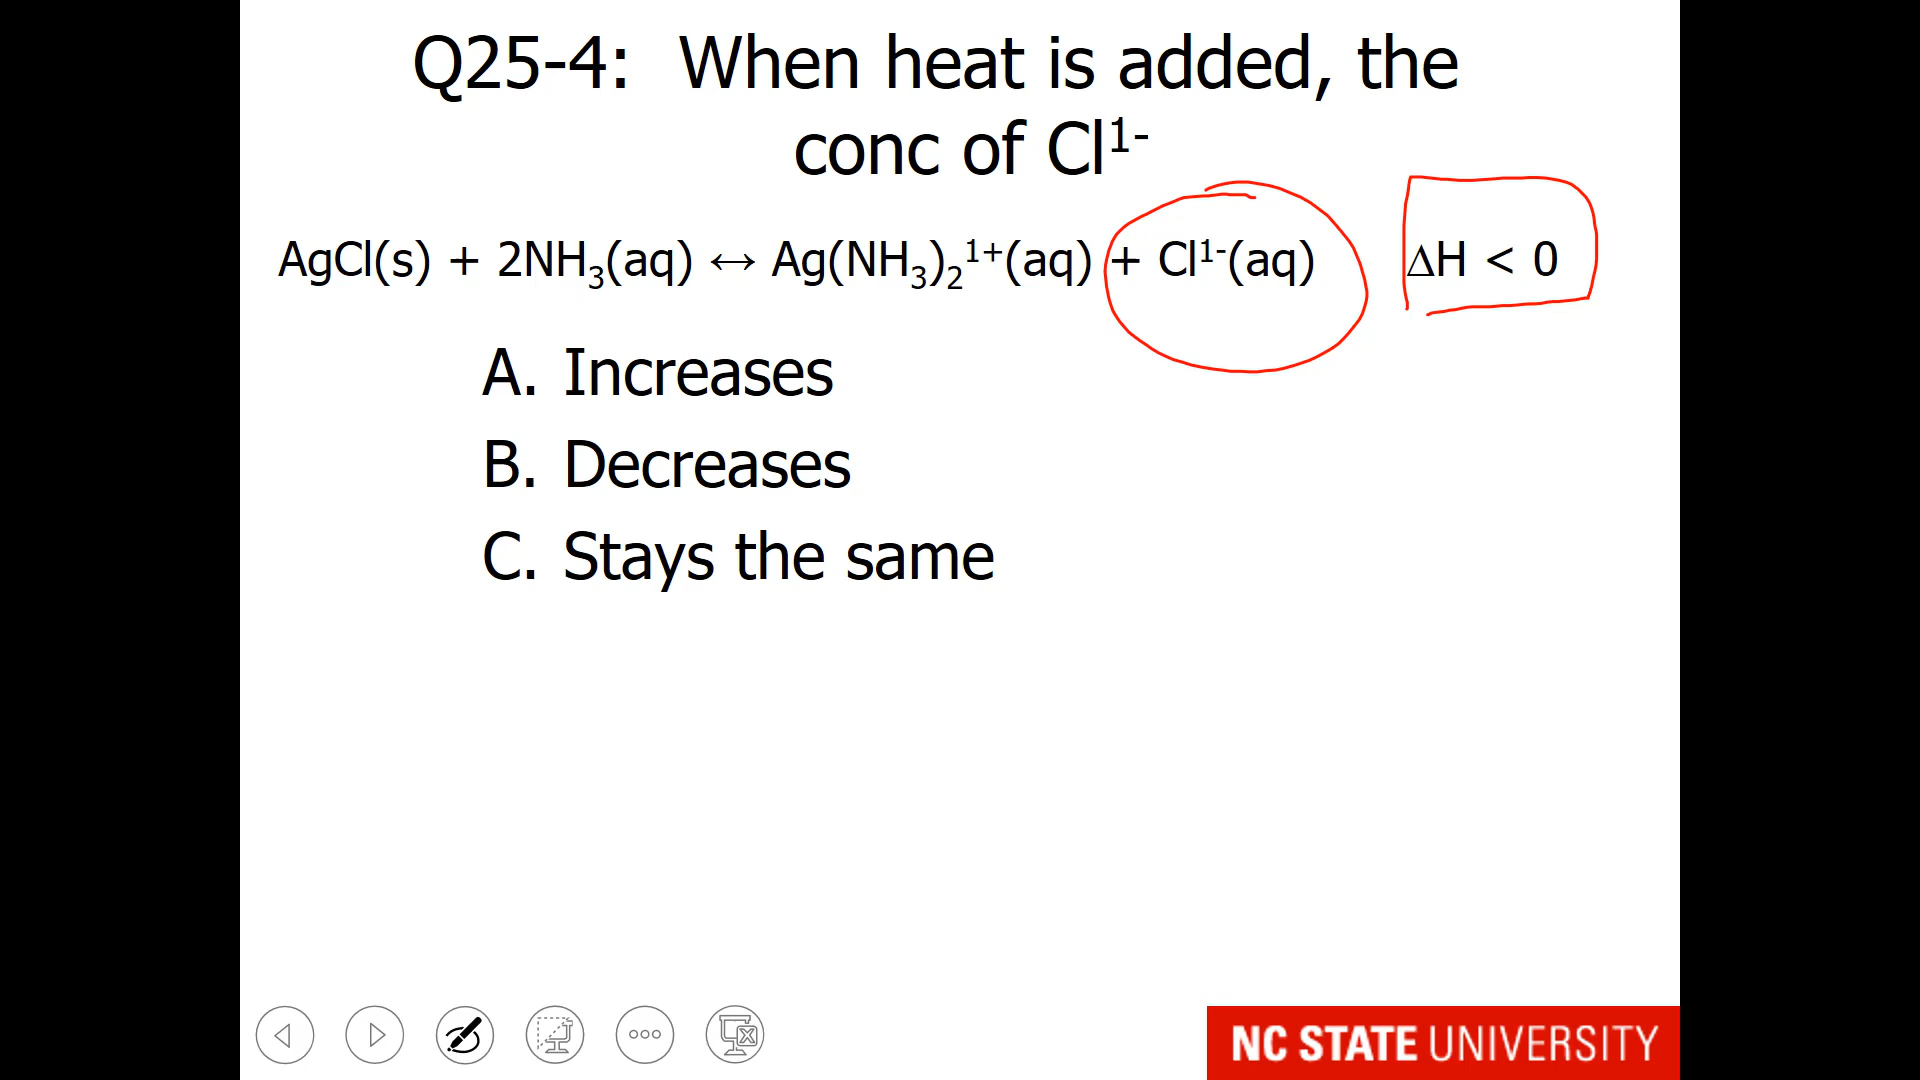 Q25-4: When heat is added, the
conc of Cl¹⁻
AgCl(s) + 2NH₃(aq) ↔ Ag(NH₃)₂¹⁺(aq) + Cl¹⁻(aq) ΔH < 0
A. Increases
B. Decreases
C. Stays the same
NC STATE UNIVERSITY